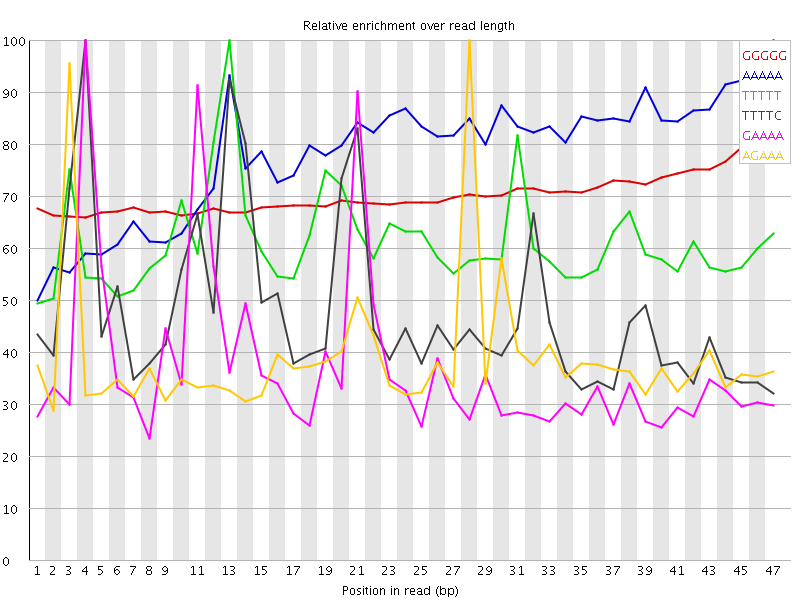 Relative enrichment over read length
100
90
80
70
60
50
40
30
20
10
0
GGGGG
AAAAA
TTTTT
TTTTC
GAAAA
AGAAA
1 2 3 4 5 6 7 8 9 11 13 15 17 19 21 23 25 27 29 31 33 35 37 39 41 43 45 47
Position in read (bp)